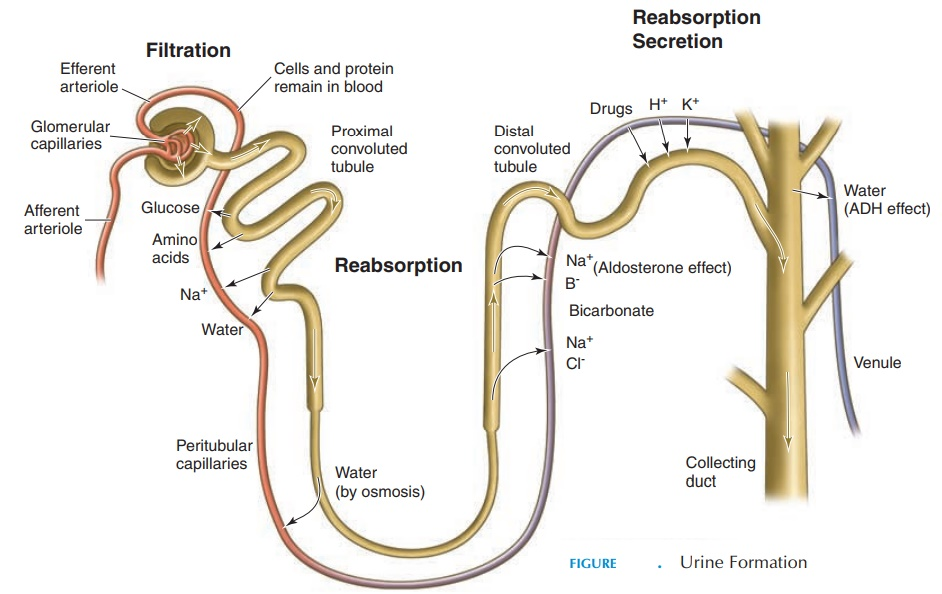 Reabsorption
Secretion
Filtration
Efferent
arteriole
Cells and protein
remain in blood
Glomerular
capillaries
Proximal
convoluted
tubule
Distal
convoluted
tubule
Drugs H+ K+
Afferent
arteriole
Glucose
Amino
acids
Na+
Water
Reabsorption
Water
(ADH effect)
Na+ (Aldosterone effect)
B-
Bicarbonate
Na+
Cl-
Venule
Peritubular
capillaries
Water
(by osmosis)
Collecting
duct
FIGURE . Urine Formation